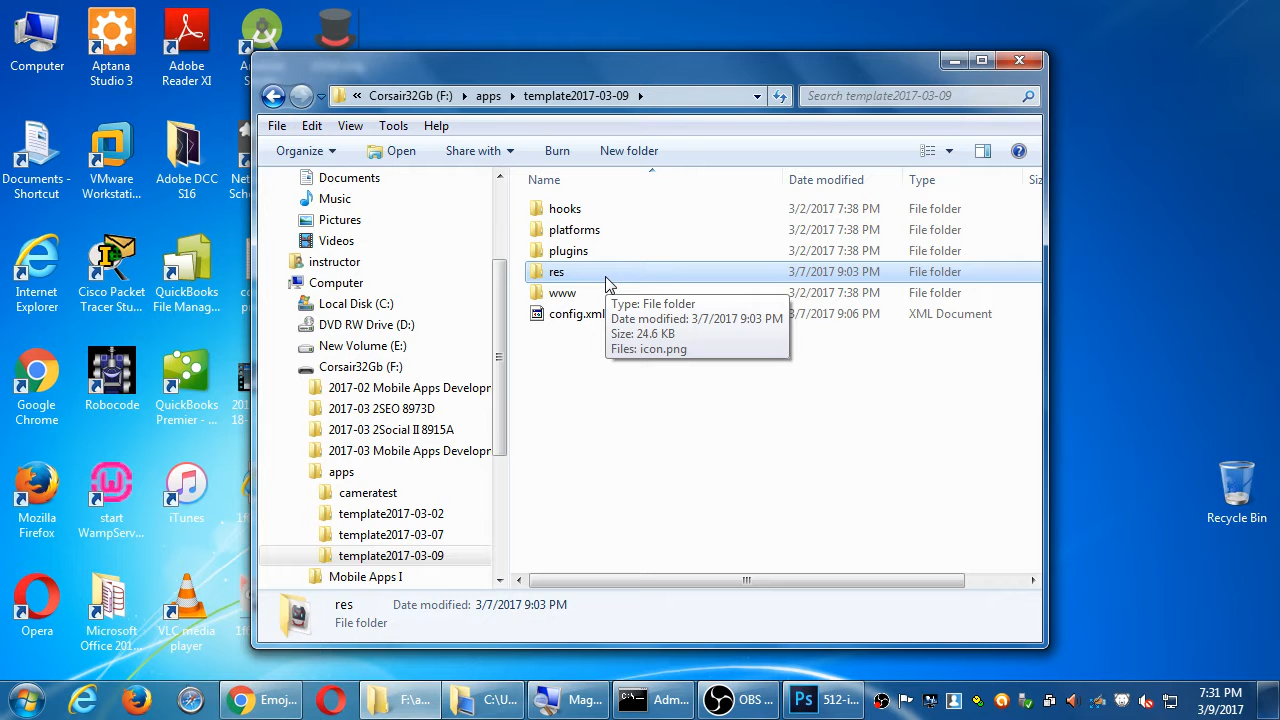 Computer
Aptana
Studio 3
Adobe
Reader XI
Documents -
Shortcut
VMware
Workstati...
Adobe DCC
S16
Internet
Explorer
Cisco Packet
Tracer Stu...
QuickBooks
File Manag...
Google
Chrome
Robocode
QuickBooks
Premier - ...
Mozilla
Firefox
start
WampServ...
iTunes
Opera
Microsoft
Office 201...
VLC media
player
Recycle Bin
« Corsair32Gb (F:) apps template2017-03-09
Search template2017-03-09
File Edit View Tools Help
Organize Open Share with Burn New folder
Documents
Music
Pictures
Videos
instructor
Computer
Local Disk (C:)
DVD RW Drive (D:)
New Volume (E:)
Corsair32Gb (F:)
2017-02 Mobile Apps Developr
2017-03 2SEO 8973D
2017-03 2Social II 8915A
2017-03 Mobile Apps Developr
apps
cameratest
template2017-03-02
template2017-03-07
template2017-03-09
Mobile Apps I
Name Date modified Type Siz
hooks 3/2/2017 7:38 PM File folder
platforms 3/2/2017 7:38 PM File folder
plugins 3/2/2017 7:38 PM File folder
res 3/7/2017 9:03 PM File folder
www 3/2/2017 7:38 PM File folder
config.xml 3/7/2017 9:06 PM XML Document
Type: File folder
Date modified: 3/7/2017 9:03 PM
Size: 24.6 KB
Files: icon.png
res Date modified: 3/7/2017 9:03 PM
File folder
Emoj... F:\a... C:\U... Mag... Adm... OBS ... Ps 512-i...
7:31 PM
3/9/2017